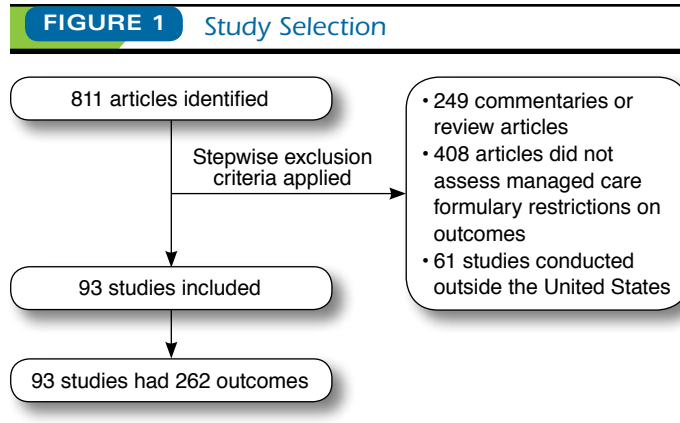 FIGURE 1 Study Selection
811 articles identified
Stepwise exclusion
criteria applied
• 249 commentaries or
review articles
• 408 articles did not
assess managed care
formulary restrictions on
outcomes
• 61 studies conducted
outside the United States
93 studies included
93 studies had 262 outcomes